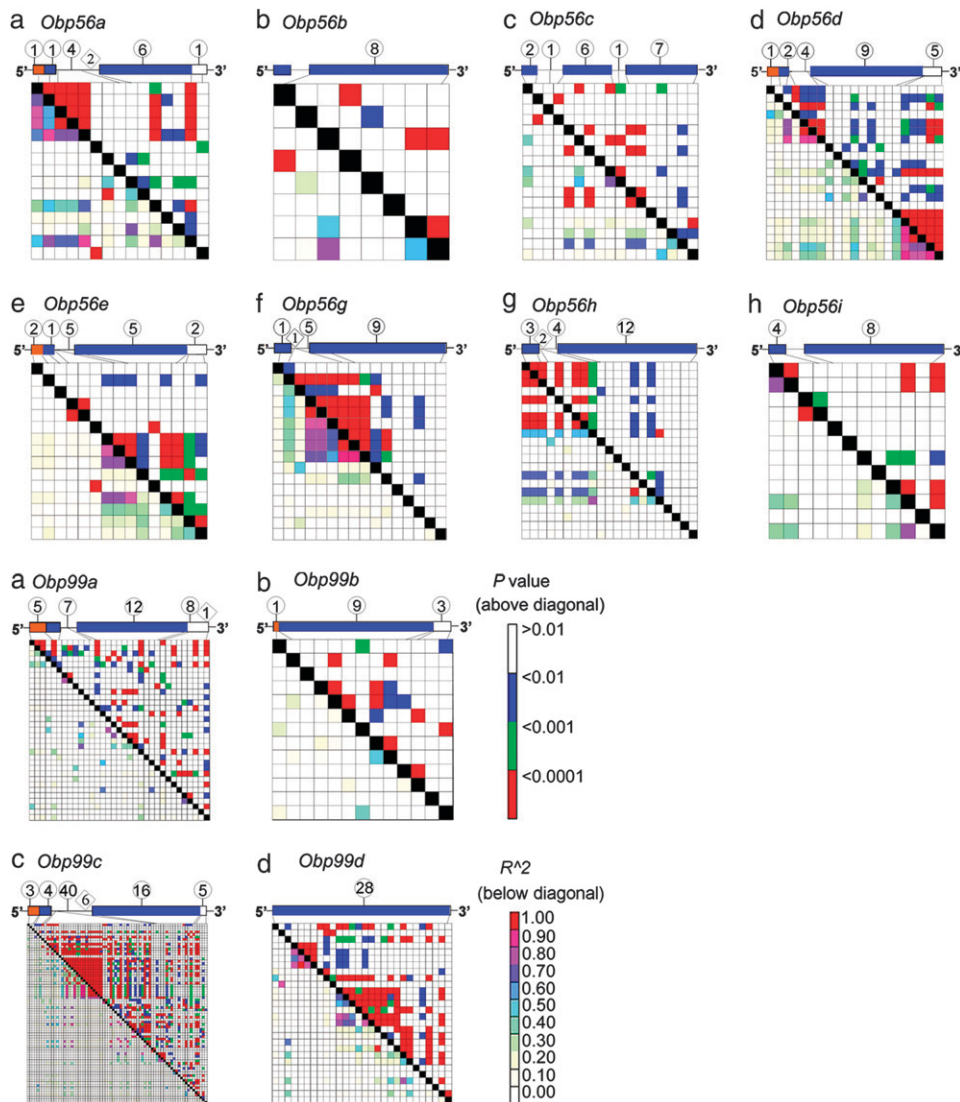 a Obp56a
1 1 4 2 6 1
5' 3'
b Obp56b
8
5' 3'
c Obp56c
2 1 6 1 7
5' 3'
d Obp56d
1 2 4 9 5
5' 3'
e Obp56e
2 1 5 5 2
5' 3'
f Obp56g
1 1 5 9
5' 3'
g Obp56h
3 2 4 12
5' 3'
h Obp56i
4 8
5' 3'
a Obp99a
5 7 12 8 1
5' 3'
b Obp99b
1 9 3
5' 3'
P value
(above diagonal)
>0.01
<0.01
<0.001
<0.0001
c Obp99c
3 4 40 6 16 5
5' 3'
d Obp99d
28
5' 3'
R^2
(below diagonal)
1.00
0.90
0.80
0.70
0.60
0.50
0.40
0.30
0.20
0.10
0.00